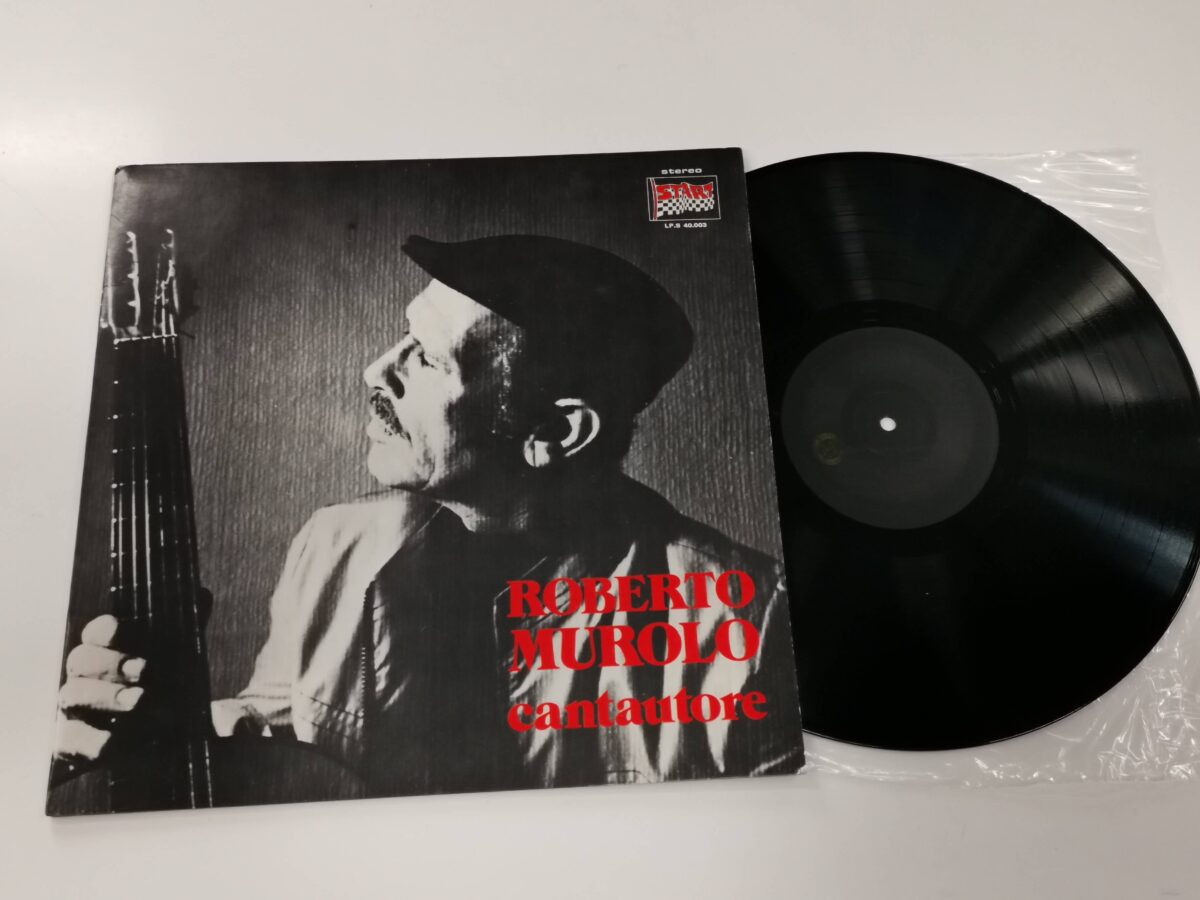 stereo
START
LP.S 40.003
ROBERTO
MUROLO
cantautore